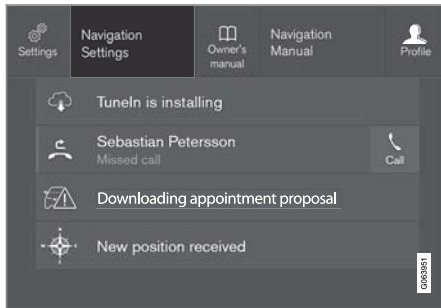 Settings
Navigation
Settings
Owner's
manual
Navigation
Manual
Profile
TuneIn is installing
Sebastian Petersson
Missed call
Call
Downloading appointment proposal
New position received
G063951